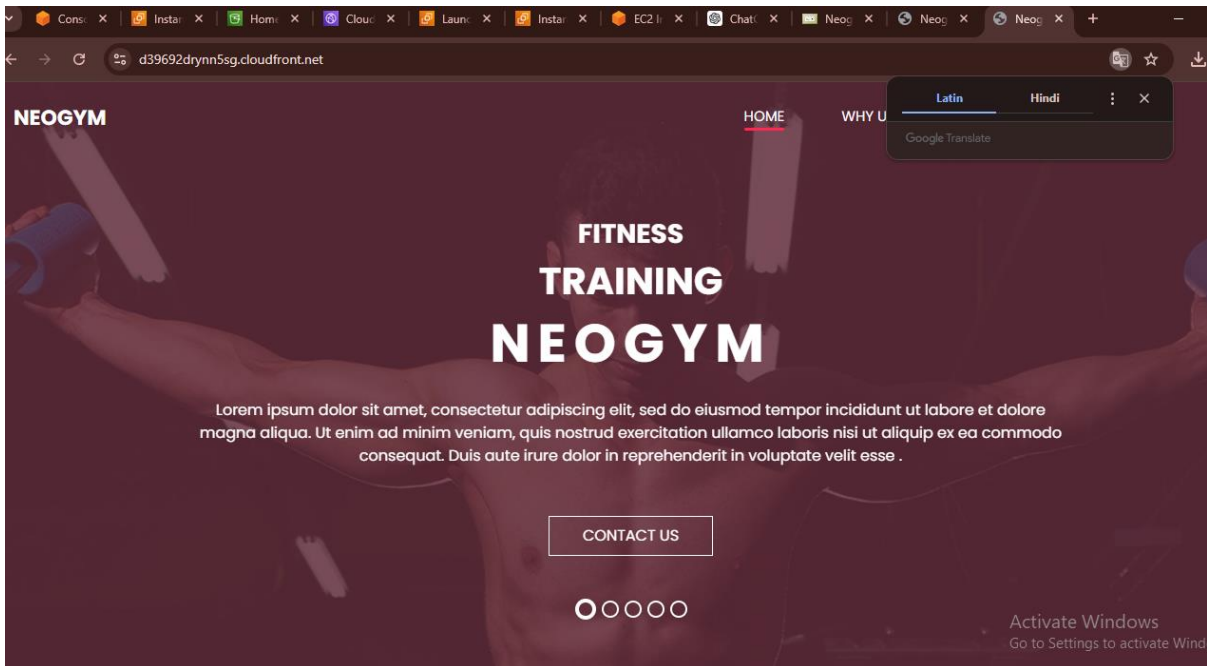 Conso
Instan
Home
Cloud
Launc
Instan
EC2 In
Chat
Neog
Neog
Neog
d39692drynn5sg.cloudfront.net
Latin Hindi
Google Translate
NEOGYM
HOME
WHY U
FITNESS
TRAINING
NEOGYM
Lorem ipsum dolor sit amet, consectetur adipiscing elit, sed do eiusmod tempor incididunt ut labore et dolore
magna aliqua. Ut enim ad minim veniam, quis nostrud exercitation ullamco laboris nisi ut aliquip ex ea commodo
consequat. Duis aute irure dolor in reprehenderit in voluptate velit esse .
CONTACT US
Activate Windows
Go to Settings to activate Wind